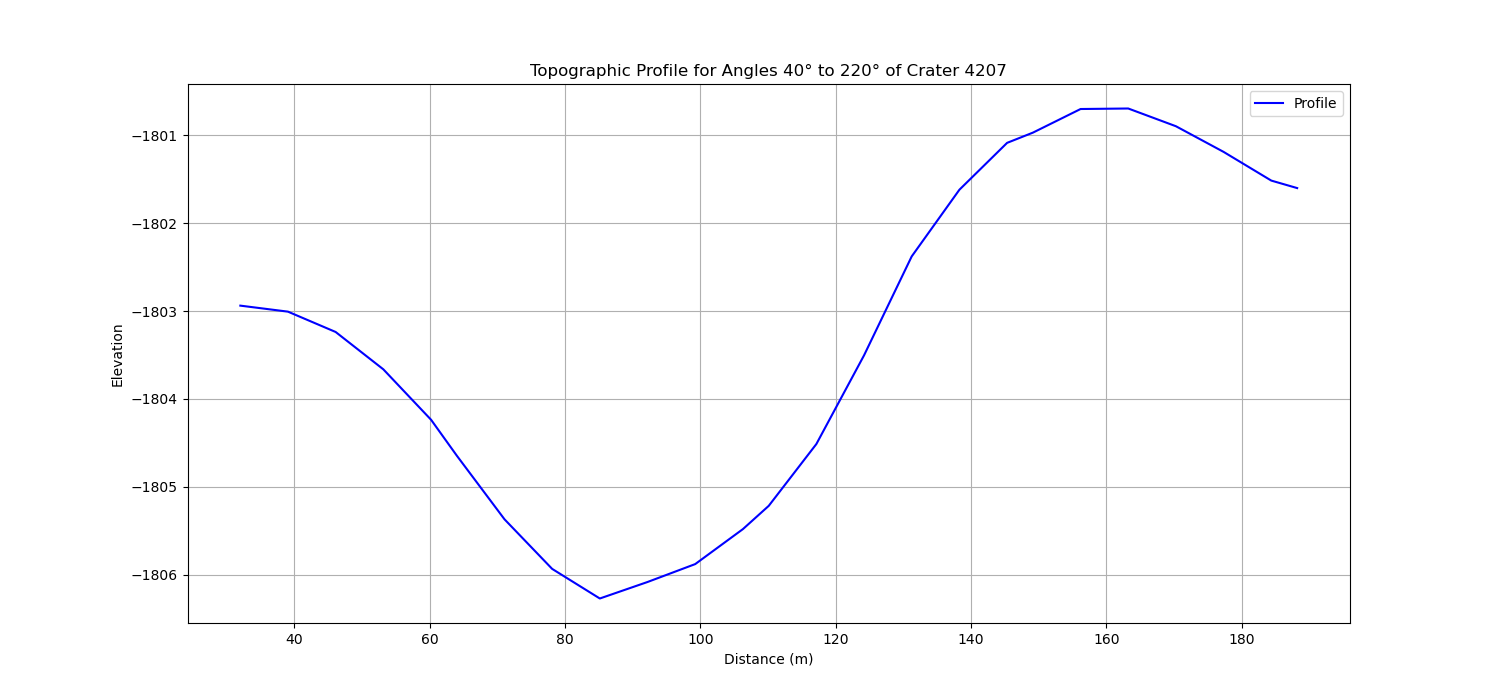 Topographic Profile for Angles 40° to 220° of Crater 4207
Profile
−1801
−1802
−1803
−1804
−1805
−1806
Elevation
40 60 80 100 120 140 160 180
Distance (m)